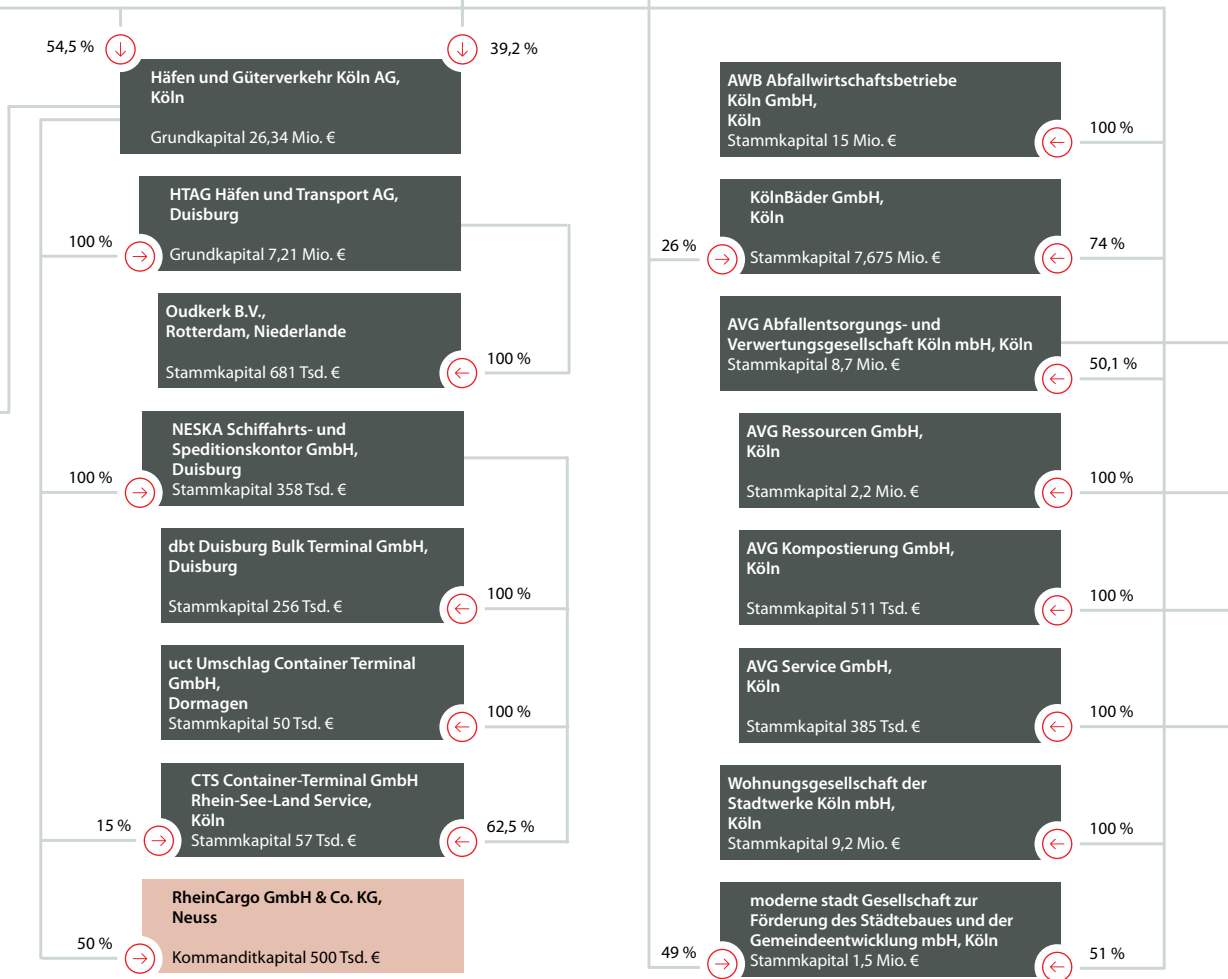 54,5 %
39,2 %
Häfen und Güterverkehr Köln AG,
Köln
Grundkapital 26,34 Mio. €
HTAG Häfen und Transport AG,
Duisburg
100 %
Grundkapital 7,21 Mio. €
Oudkerk B.V.,
Rotterdam, Niederlande
100 %
Stammkapital 681 Tsd. €
NESKA Schiffahrts- und
Speditionskontor GmbH,
Duisburg
100 %
Stammkapital 358 Tsd. €
dbt Duisburg Bulk Terminal GmbH,
Duisburg
100 %
Stammkapital 256 Tsd. €
uct Umschlag Container Terminal
GmbH,
Dormagen
100 %
Stammkapital 50 Tsd. €
CTS Container-Terminal GmbH
Rhein-See-Land Service,
Köln
15 %
62,5 %
Stammkapital 57 Tsd. €
RheinCargo GmbH & Co. KG,
Neuss
50 %
Kommanditkapital 500 Tsd. €
AWB Abfallwirtschaftsbetriebe
Köln GmbH,
Köln
100 %
Stammkapital 15 Mio. €
KölnBäder GmbH,
Köln
26 %
74 %
Stammkapital 7,675 Mio. €
AVG Abfallentsorgungs- und
Verwertungsgesellschaft Köln mbH, Köln
Stammkapital 8,7 Mio. €
50,1 %
AVG Ressourcen GmbH,
Köln
100 %
Stammkapital 2,2 Mio. €
AVG Kompostierung GmbH,
Köln
100 %
Stammkapital 511 Tsd. €
AVG Service GmbH,
Köln
100 %
Stammkapital 385 Tsd. €
Wohnungsgesellschaft der
Stadtwerke Köln mbH,
Köln
100 %
Stammkapital 9,2 Mio. €
moderne stadt Gesellschaft zur
Förderung des Städtebaues und der
Gemeindeentwicklung mbH, Köln
49 %
51 %
Stammkapital 1,5 Mio. €